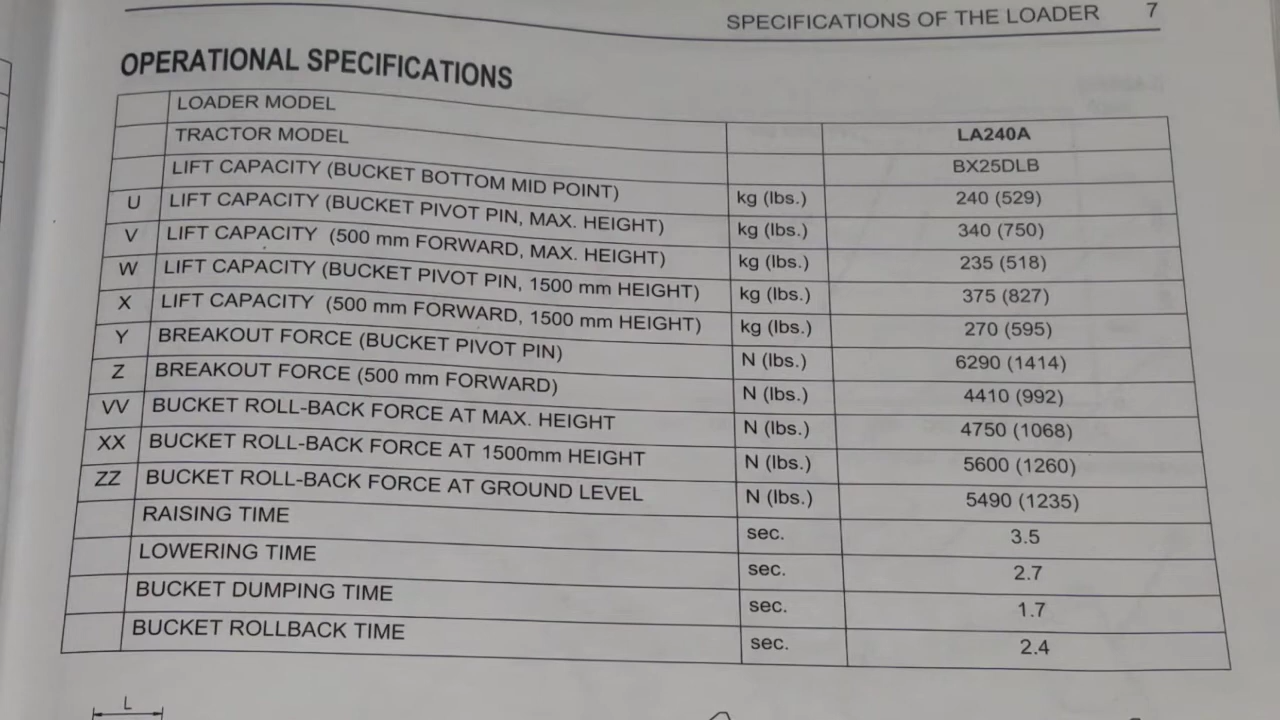 SPECIFICATIONS OF THE LOADER 7
OPERATIONAL SPECIFICATIONS
LOADER MODEL LA240A
TRACTOR MODEL BX25DLB
LIFT CAPACITY (BUCKET BOTTOM MID POINT) kg (lbs.) 240 (529)
U LIFT CAPACITY (BUCKET PIVOT PIN, MAX. HEIGHT) kg (lbs.) 340 (750)
V LIFT CAPACITY (500 mm FORWARD, MAX. HEIGHT) kg (lbs.) 235 (518)
W LIFT CAPACITY (BUCKET PIVOT PIN, 1500 mm HEIGHT) kg (lbs.) 375 (827)
X LIFT CAPACITY (500 mm FORWARD, 1500 mm HEIGHT) kg (lbs.) 270 (595)
Y BREAKOUT FORCE (BUCKET PIVOT PIN) N (lbs.) 6290 (1414)
Z BREAKOUT FORCE (500 mm FORWARD) N (lbs.) 4410 (992)
VV BUCKET ROLL-BACK FORCE AT MAX. HEIGHT N (lbs.) 4750 (1068)
XX BUCKET ROLL-BACK FORCE AT 1500mm HEIGHT N (lbs.) 5600 (1260)
ZZ BUCKET ROLL-BACK FORCE AT GROUND LEVEL N (lbs.) 5490 (1235)
RAISING TIME sec. 3.5
LOWERING TIME sec. 2.7
BUCKET DUMPING TIME sec. 1.7
BUCKET ROLLBACK TIME sec. 2.4
L